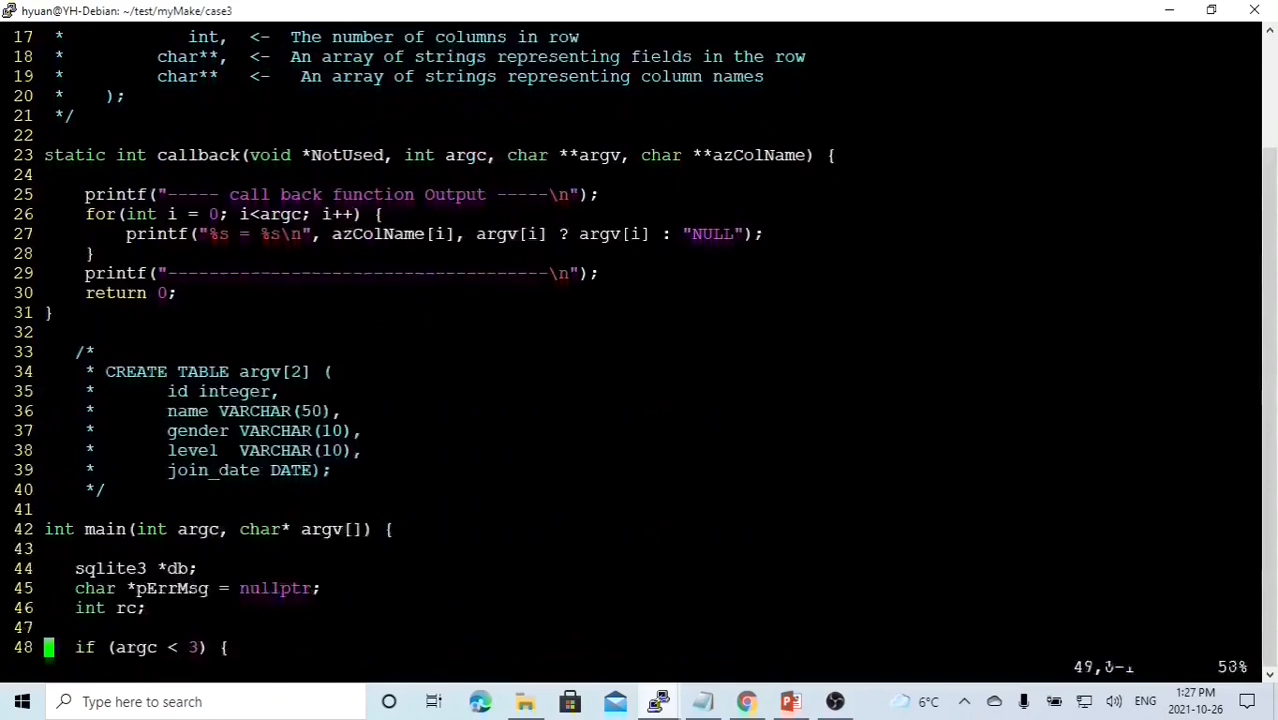 hyuan@YH-Debian: ~/test/myMake/case3
17 * int, <- The number of columns in row
18 * char**, <- An array of strings representing fields in the row
19 * char** <- An array of strings representing column names
20 * );
21 */
22
23 static int callback(void *NotUsed, int argc, char **argv, char **azColName) {
24
25 printf("----- call back function Output -----\n");
26 for(int i = 0; i<argc; i++) {
27 printf("%s = %s\n", azColName[i], argv[i] ? argv[i] : "NULL");
28 }
29 printf("-------------------------------------\n");
30 return 0;
31 }
32
33 /*
34 * CREATE TABLE argv[2] (
35 * id integer,
36 * name VARCHAR(50),
37 * gender VARCHAR(10),
38 * level VARCHAR(10),
39 * join_date DATE);
40 */
41
42 int main(int argc, char* argv[]) {
43
44 sqlite3 *db;
45 char *pErrMsg = nullptr;
46 int rc;
47
48 if (argc < 3) {
Type here to search
6°C
ENG
1:27 PM
2021-10-26